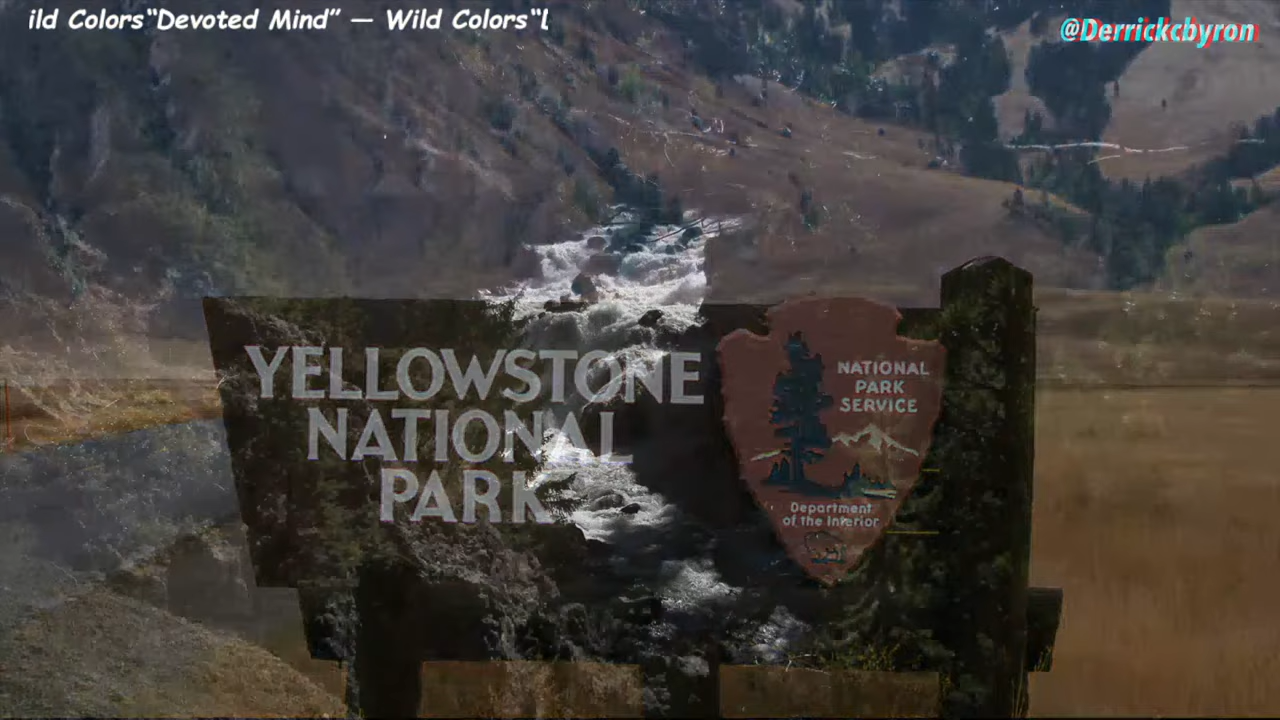 ild Colors“Devoted Mind” — Wild Colors“l
@Derrickcbyron
YELLOWSTONE
NATIONAL
PARK
NATIONAL
PARK
SERVICE
Department
of the Interior